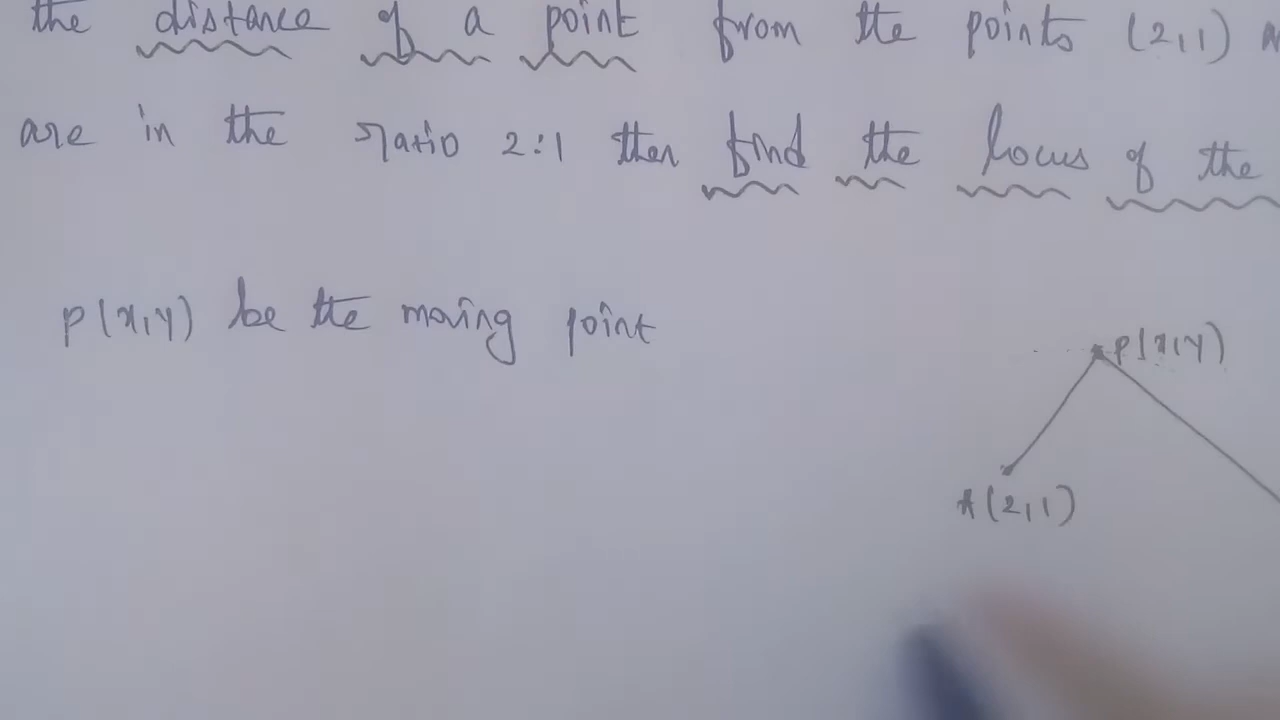 the distance of a point from the points (2,1)
are in the ratio 2:1 then find the locus of the
P(x,y) be the moving point
P(x,y)
A(2,1)